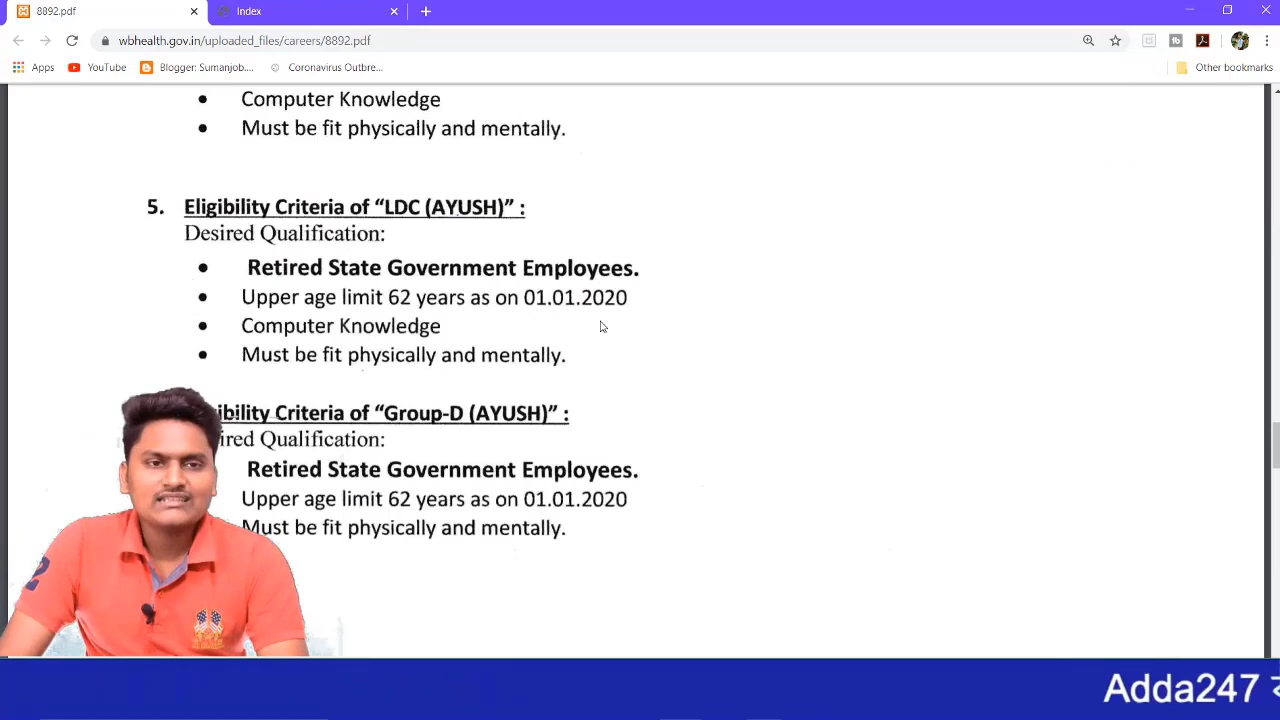 8892.pdf
Index
wbhealth.gov.in/uploaded_files/careers/8892.pdf
Apps
YouTube
Blogger: Sumanjob....
Coronavirus Outbre...
Other bookmarks
• Computer Knowledge
• Must be fit physically and mentally.
5. Eligibility Criteria of “LDC (AYUSH)” :
Desired Qualification:
• Retired State Government Employees.
• Upper age limit 62 years as on 01.01.2020
• Computer Knowledge
• Must be fit physically and mentally.
ibility Criteria of “Group-D (AYUSH)” :
ired Qualification:
Retired State Government Employees.
Upper age limit 62 years as on 01.01.2020
Must be fit physically and mentally.
2
Adda247